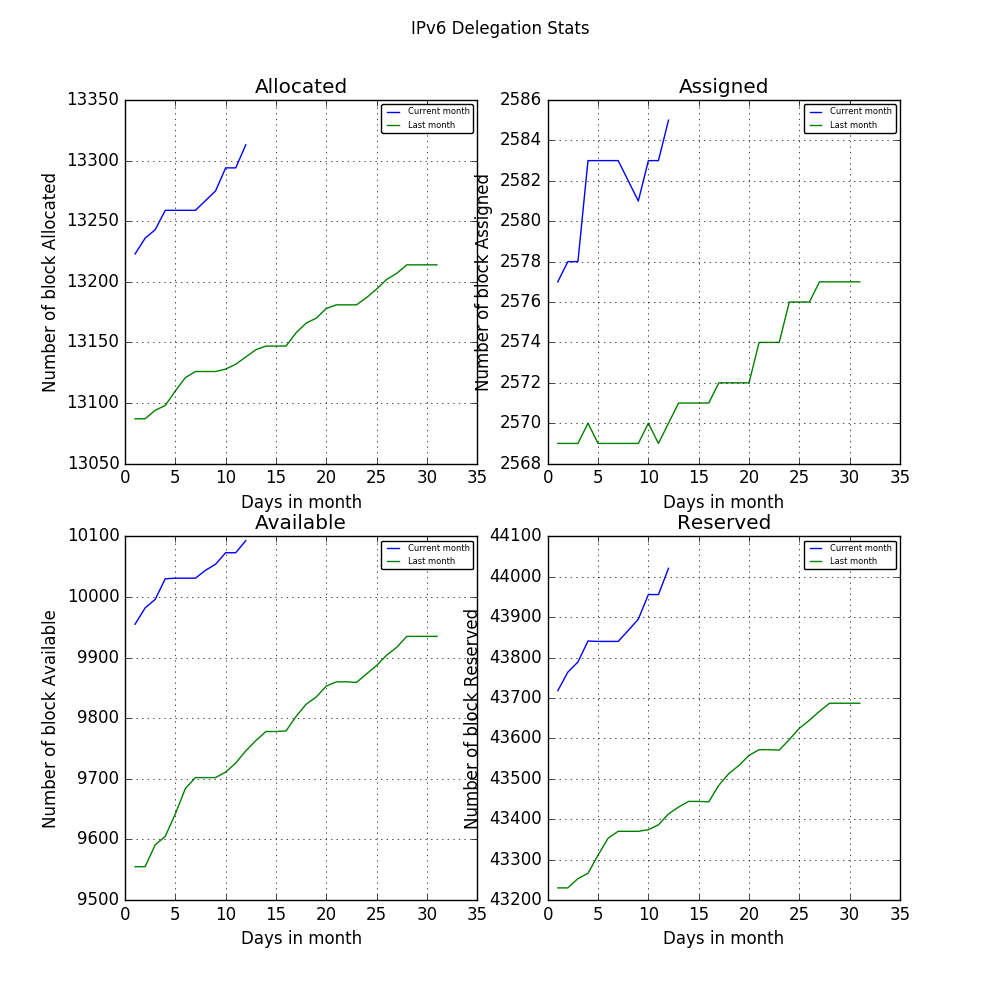 IPv6 Delegation Stats
Allocated
Number of block Allocated
13350
13300
13250
13200
13150
13100
13050
Current month
Last month
0 5 10 15 20 25 30 35
Days in month
Assigned
Number of block Assigned
2586
2584
2582
2580
2578
2576
2574
2572
2570
2568
Current month
Last month
0 5 10 15 20 25 30 35
Days in month
Available
Number of block Available
10100
10000
9900
9800
9700
9600
9500
Current month
Last month
0 5 10 15 20 25 30 35
Days in month
Reserved
Number of block Reserved
44100
44000
43900
43800
43700
43600
43500
43400
43300
43200
Current month
Last month
0 5 10 15 20 25 30 35
Days in month